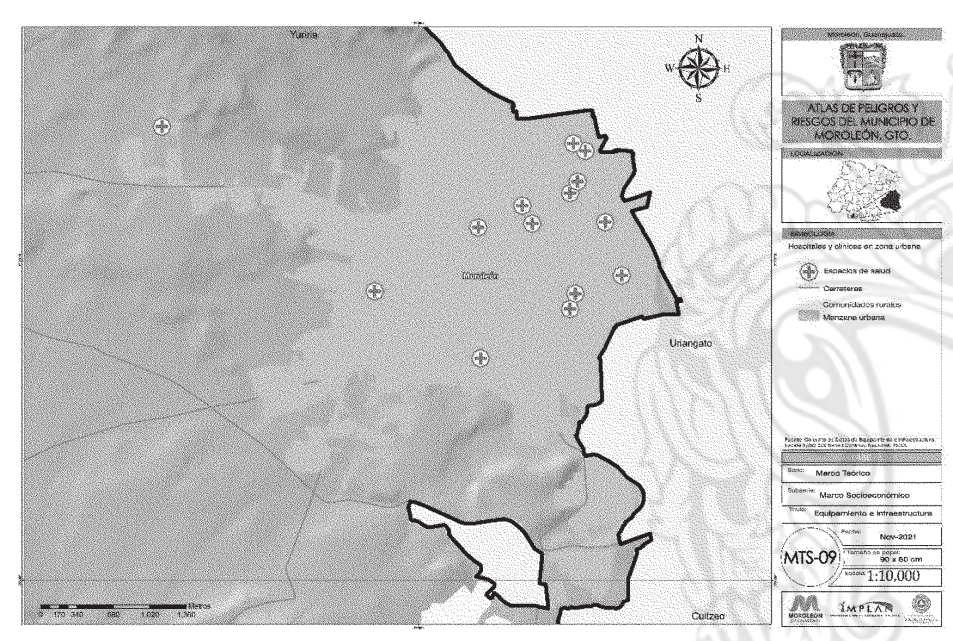 Yuriria
N
W E
S
Moroleón
Uriangato
Cuitzeo
0 170 340 680 1,020 1,360 Metros
Moroleón, Guanajuato.
ATLAS DE PELIGROS Y
RIESGOS DEL MUNICIPIO DE
MOROLEÓN, GTO.
LOCALIZACIÓN
SIMBOLOGÍA
Hospitales y clínicas en zona urbana
Espacios de salud
Carreteras
Comunidades rurales
Manzana urbana
Serie: Marco Teórico
Subserie: Marco Socioeconómico
Título: Equipamiento e Infraestructura
MTS-09
Fecha: Nov-2021
Tamaño de papel:
90 x 60 cm
Escala: 1:10,000
MOROLEÓN
IMPLAN